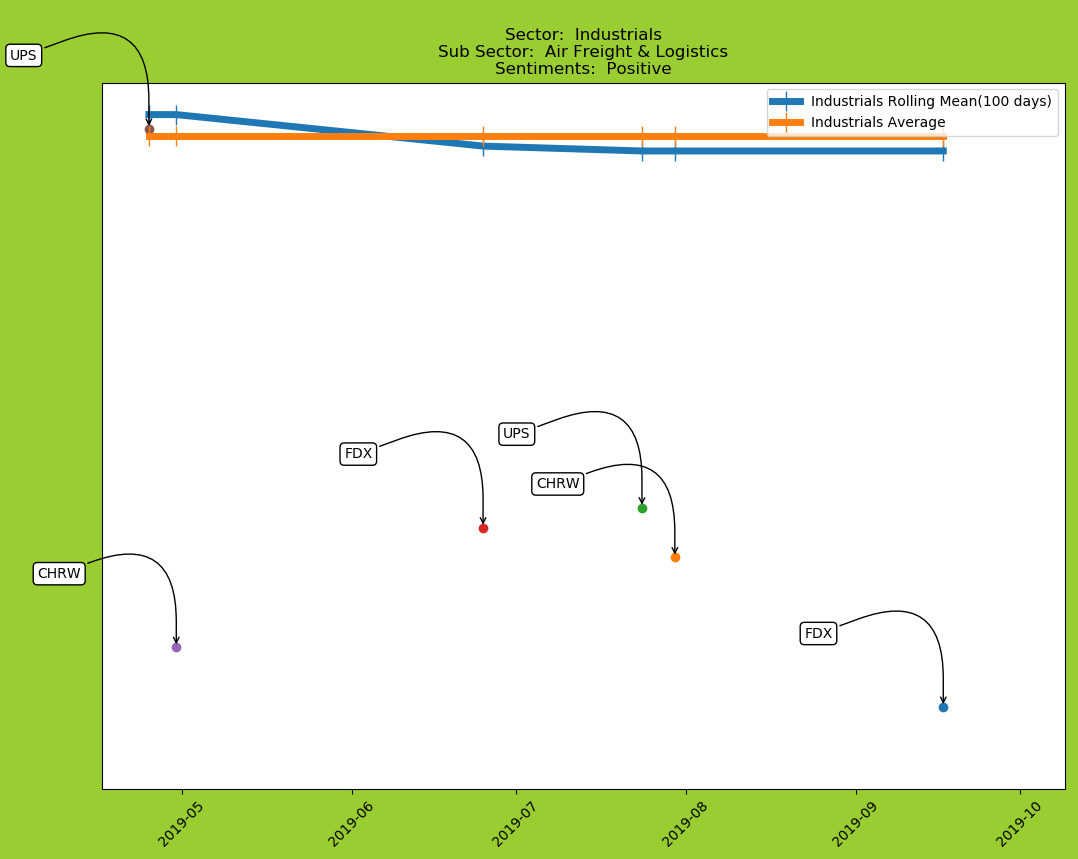 Sector:  Industrials
Sub Sector:  Air Freight & Logistics
Sentiments:  Positive
UPS
Industrials Rolling Mean(100 days)
Industrials Average
UPS
FDX
CHRW
CHRW
FDX
2019-05
2019-06
2019-07
2019-08
2019-09
2019-10